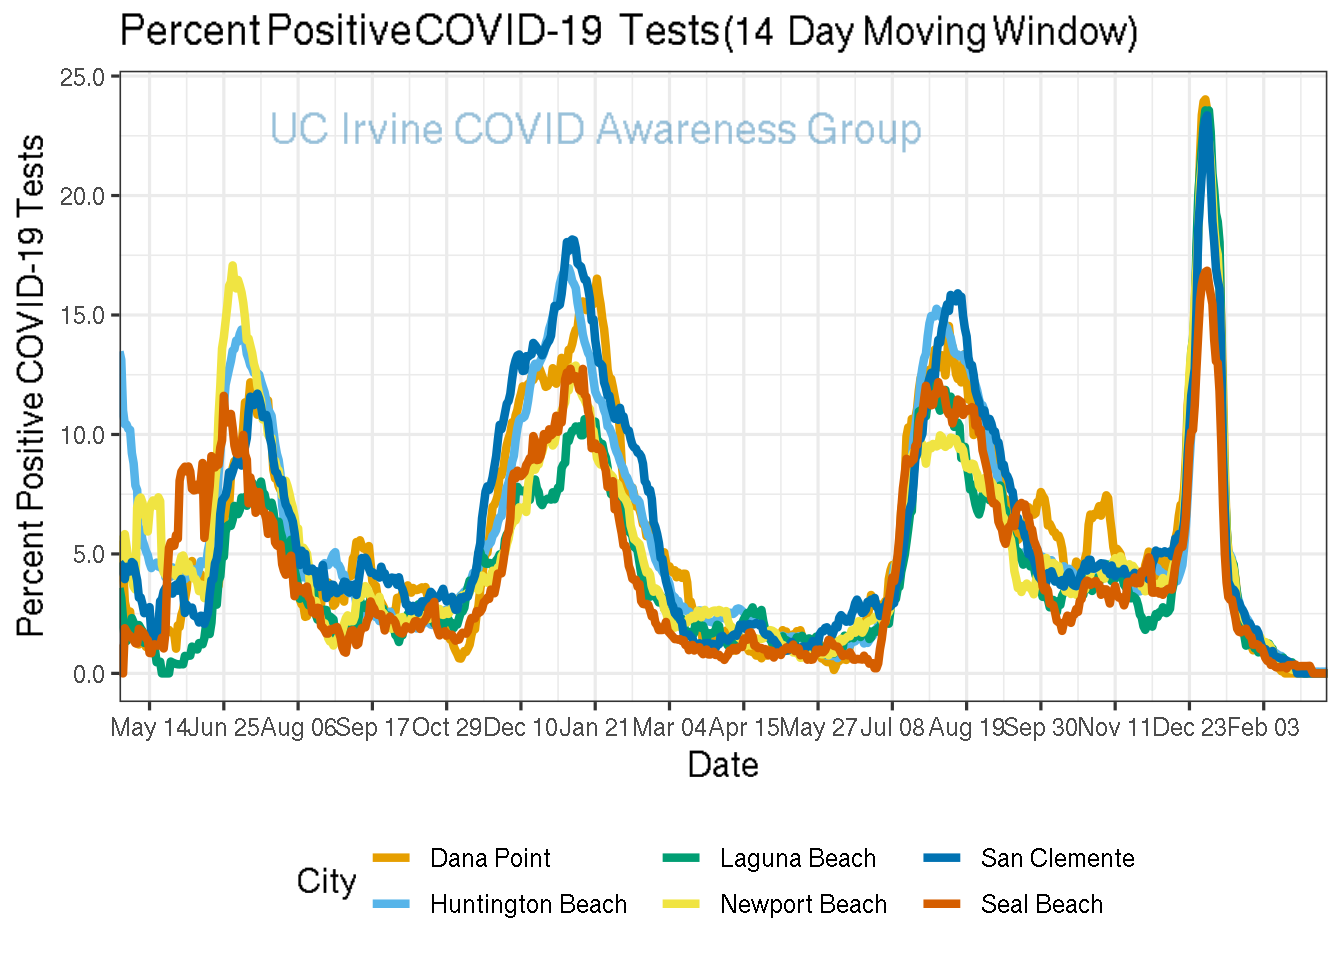 Percent Positive COVID-19 Tests(14 Day Moving Window)
25.0
UC Irvine COVID Awareness Group
20.0
15.0
10.0
5.0
0.0
Percent Positive COVID-19 Tests
May 14 Jun 25 Aug 06 Sep 17 Oct 29 Dec 10 Jan 21 Mar 04 Apr 15 May 27 Jul 08 Aug 19 Sep 30 Nov 11 Dec 23 Feb 03
Date
City
Dana Point Laguna Beach San Clemente
Huntington Beach Newport Beach Seal Beach